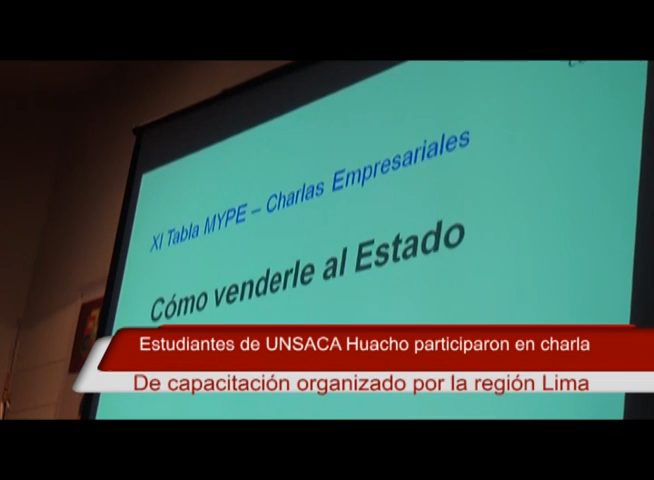 XI Tabla MYPE – Charlas Empresariales
Cómo venderle al Estado
Estudiantes de UNSACA Huacho participaron en charla
De capacitación organizado por la región Lima